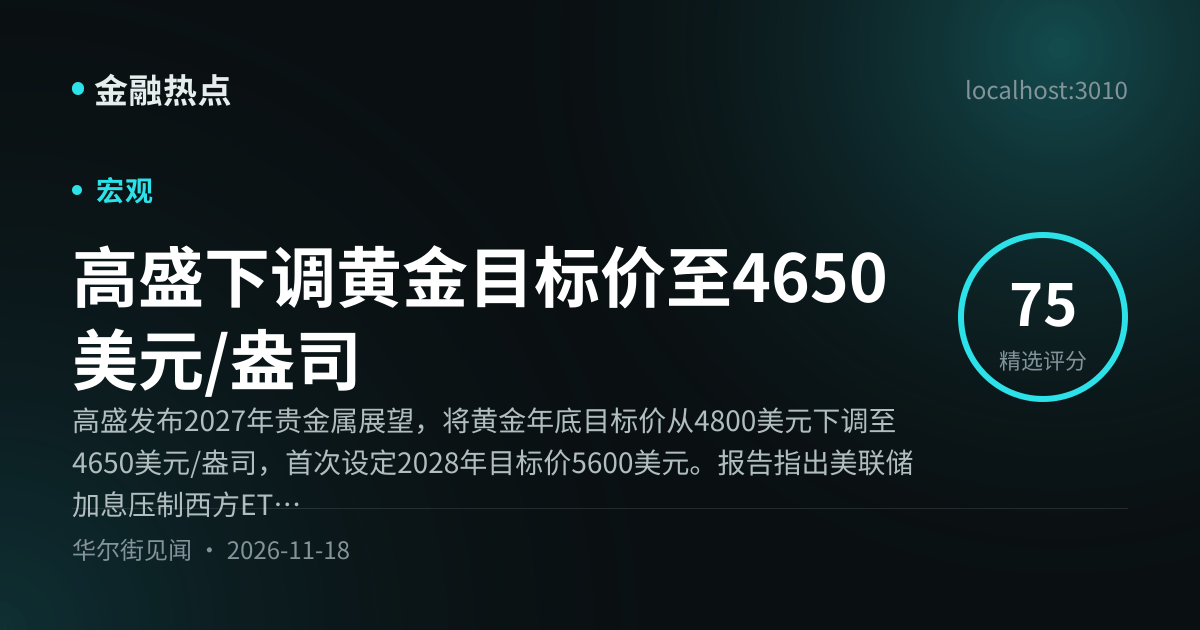 金融热点
localhost:3010
宏观
高盛下调黄金目标价至4650
美元/盎司
75
精选评分
高盛发布2027年贵金属展望，将黄金年底目标价从4800美元下调至
4650美元/盎司，首次设定2028年目标价5600美元。报告指出美联储
加息压制西方ET…
华尔街见闻 · 2026-11-18